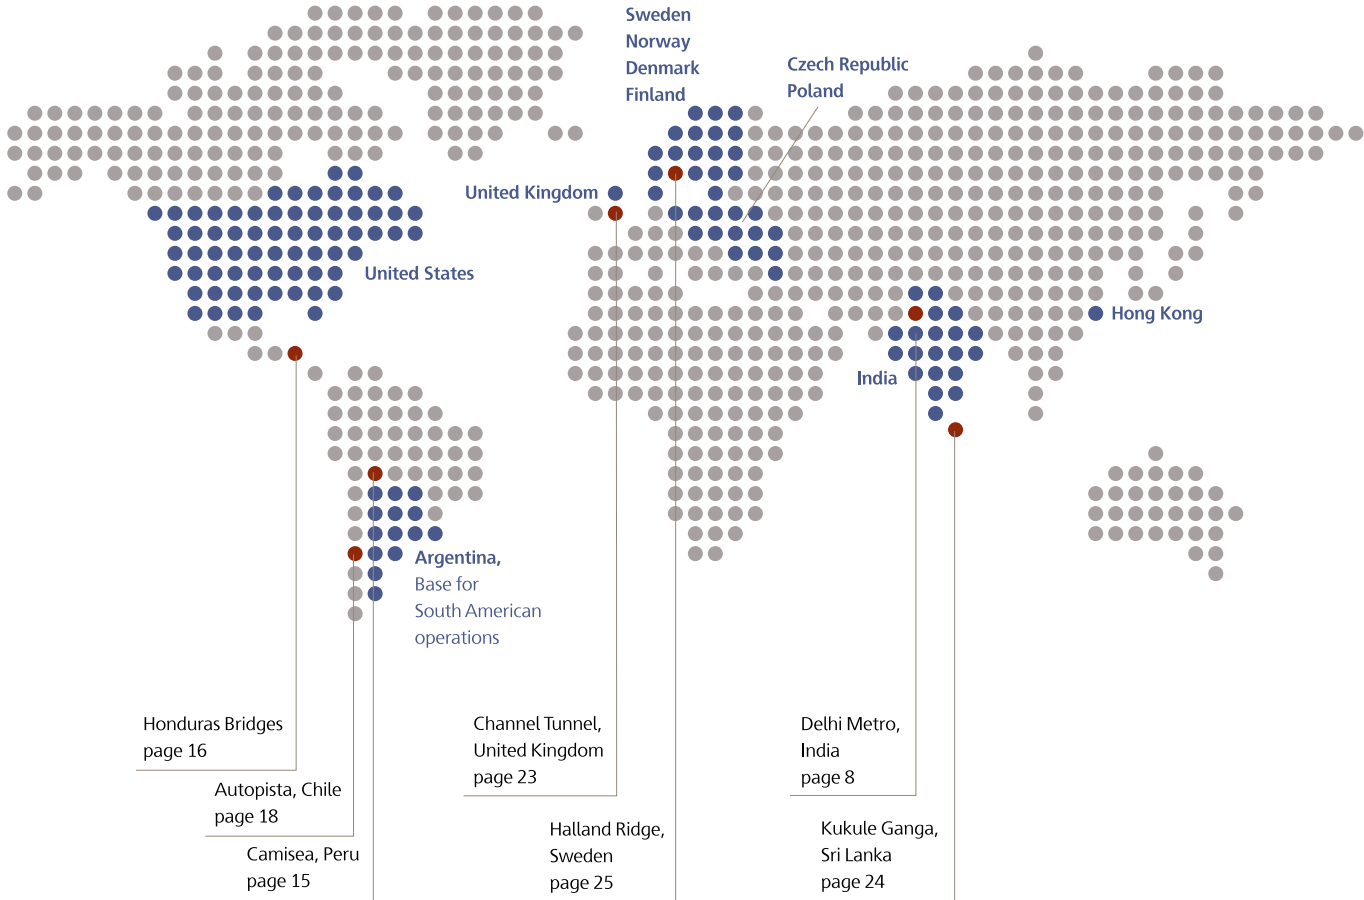 Sweden
Norway
Denmark
Finland
Czech Republic
Poland
United Kingdom
United States
Hong Kong
India
Argentina,
Base for
South American
operations
Honduras Bridges
page 16
Autopista, Chile
page 18
Camisea, Peru
page 15
Channel Tunnel,
United Kingdom
page 23
Halland Ridge,
Sweden
page 25
Delhi Metro,
India
page 8
Kukule Ganga,
Sri Lanka
page 24